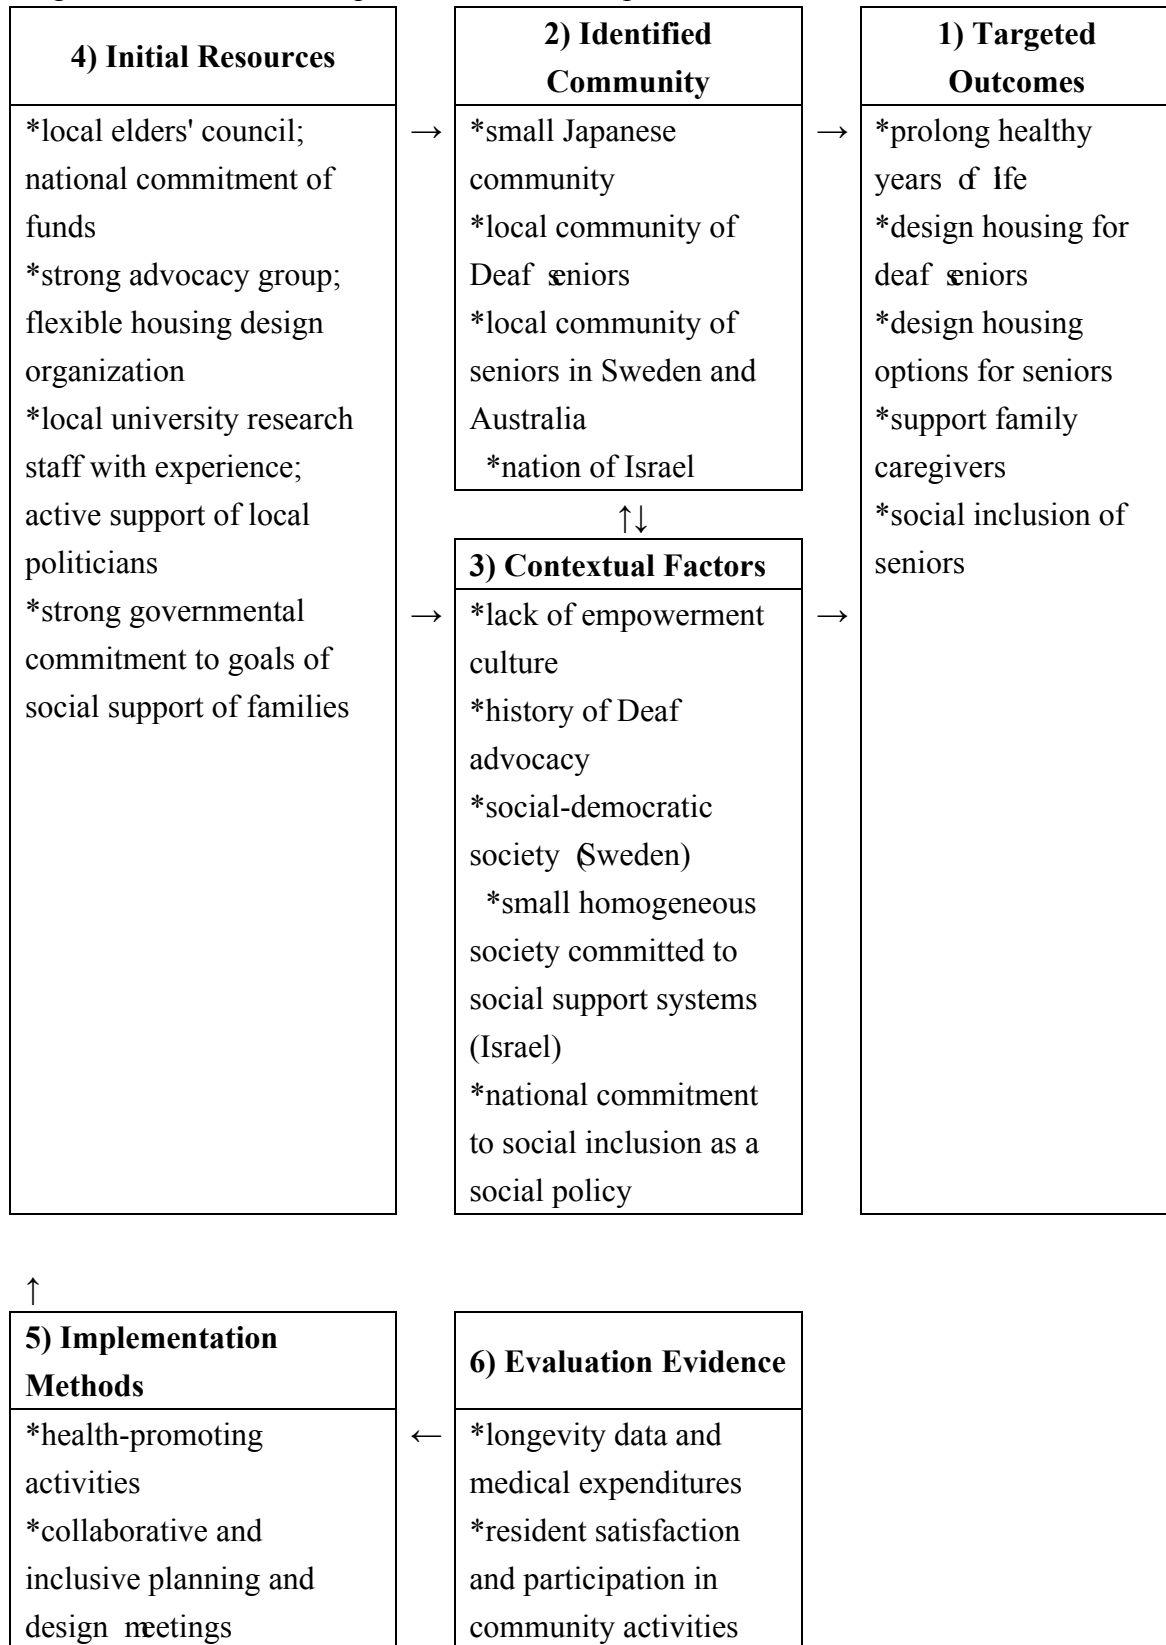 4) Initial Resources
*local elders' council;
national commitment of
funds
*strong advocacy group;
flexible housing design
organization
*local university research
staff with experience;
active support of local
politicians
*strong governmental
commitment to goals of
social support of families
→
→
2) Identified
Community
*small Japanese
community
*local community of
Deaf seniors
*local community of
seniors in Sweden and
Australia
*nation of Israel
↑↓
3) Contextual Factors
*lack of empowerment
culture
*history of Deaf
advocacy
*social-democratic
society (Sweden)
*small homogeneous
society committed to
social support systems
(Israel)
*national commitment
to social inclusion as a
social policy
→
→
1) Targeted
Outcomes
*prolong healthy
years of life
*design housing for
deaf seniors
*design housing
options for seniors
*support family
caregivers
*social inclusion of
seniors
↑
5) Implementation
Methods
*health-promoting
activities
*collaborative and
inclusive planning and
design meetings
←
6) Evaluation Evidence
*longevity data and
medical expenditures
*resident satisfaction
and participation in
community activities